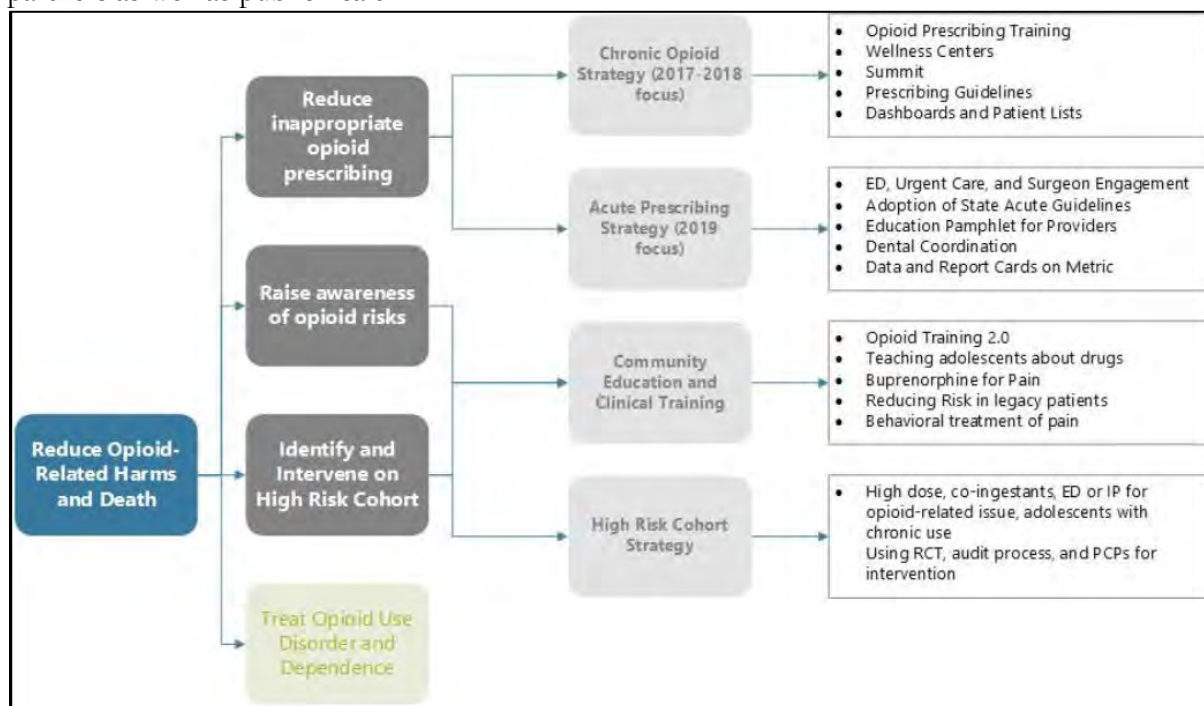 as well as
Reduce Opioid-
Related Harms
and Death
Reduce
inappropriate
opioid
prescribing
Raise awareness
of opioid risks
Identify and
Intervene on
High Risk Cohort
Treat Opioid Use
Disorder and
Dependence
Chronic Opioid
Strategy (2017-2018
focus)
Acute Prescribing
Strategy (2019
focus)
Community
Education and
Clinical Training
High Risk Cohort
Strategy
• Opioid Prescribing Training
• Wellness Centers
• Summit
• Prescribing Guidelines
• Dashboards and Patient Lists
• ED, Urgent Care, and Surgeon Engagement
• Adoption of State Acute Guidelines
• Education Pamphlet for Providers
• Dental Coordination
• Data and Report Cards on Metric
• Opioid Training 2.0
• Teaching adolescents about drugs
• Buprenorphine for Pain
• Reducing Risk in legacy patients
• Behavioral treatment of pain
• High dose, co-ingestants, ED or IP for
opioid-related issue, adolescents with
chronic use
Using RCT, audit process, and PCPs for
intervention